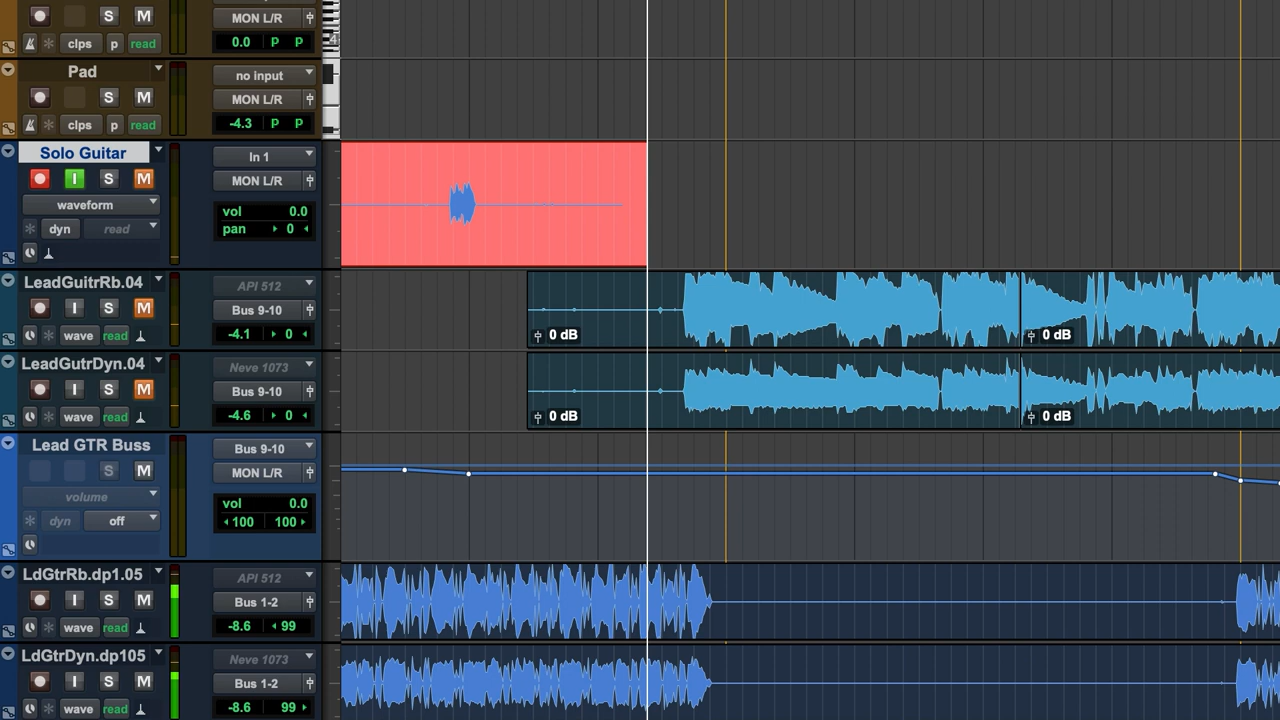 S M MON L/R
clps p read 0.0 P P
4
Pad no input
S M MON L/R
clps p read -4.3 P P
Solo Guitar In 1
I S M MON L/R
waveform vol 0.0
dyn read pan 0
LeadGuitrRb.04 API 512
I S M Bus 9-10
wave read -4.1 0 0 dB 0 dB
LeadGutrDyn.04 Neve 1073
I S M Bus 9-10
wave read -4.6 0 0 dB 0 dB
Lead GTR Buss Bus 9-10
S M MON L/R
volume vol 0.0
dyn off 100 100
LdGtrRb.dp1.05 API 512
I S M Bus 1-2
wave read -8.6 99
LdGtrDyn.dp105 Neve 1073
I S M Bus 1-2
wave read -8.6 99